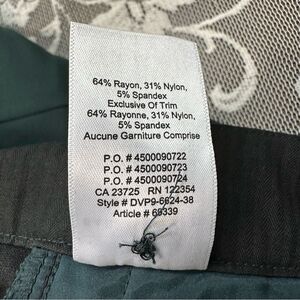 64% Rayon, 31% Nylon,
5% Spandex
Exclusive Of Trim
64% Rayonne, 31% Nylon,
5% Spandex
Aucune Garniture Comprise
P.O. # 4500090722
P.O. # 4500090723
P.O. # 4500090724
CA 23725 RN 122354
Style # DVP9-6624-38
Article # 69339